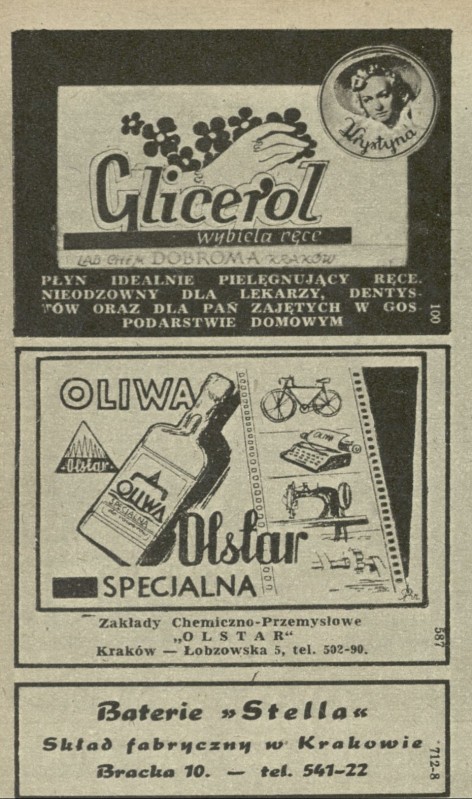 Krystyna
Glicerol
wybiela ręce
LAB. CHEM. DOBROMA KRAKÓW
PŁYN IDEALNIE PIELĘGNUJĄCY RĘCE.
NIEODZOWNY DLA LEKARZY, DENTYS-
TÓW ORAZ DLA PAŃ ZAJĘTYCH W GOS
PODARSTWIE DOMOWYM
100
OLIWA
Olstar
OLIWA
SPECJALNA
OLIWA
Olstar
SPECJALNA
Zakłady Chemiczno-Przemysłowe
„OLSTAR“
Kraków — Łobzowska 5, tel. 502-90.
587
Baterie »Stella«
Skład fabryczny w Krakowie
Bracka 10. — tel. 541-22
712-8